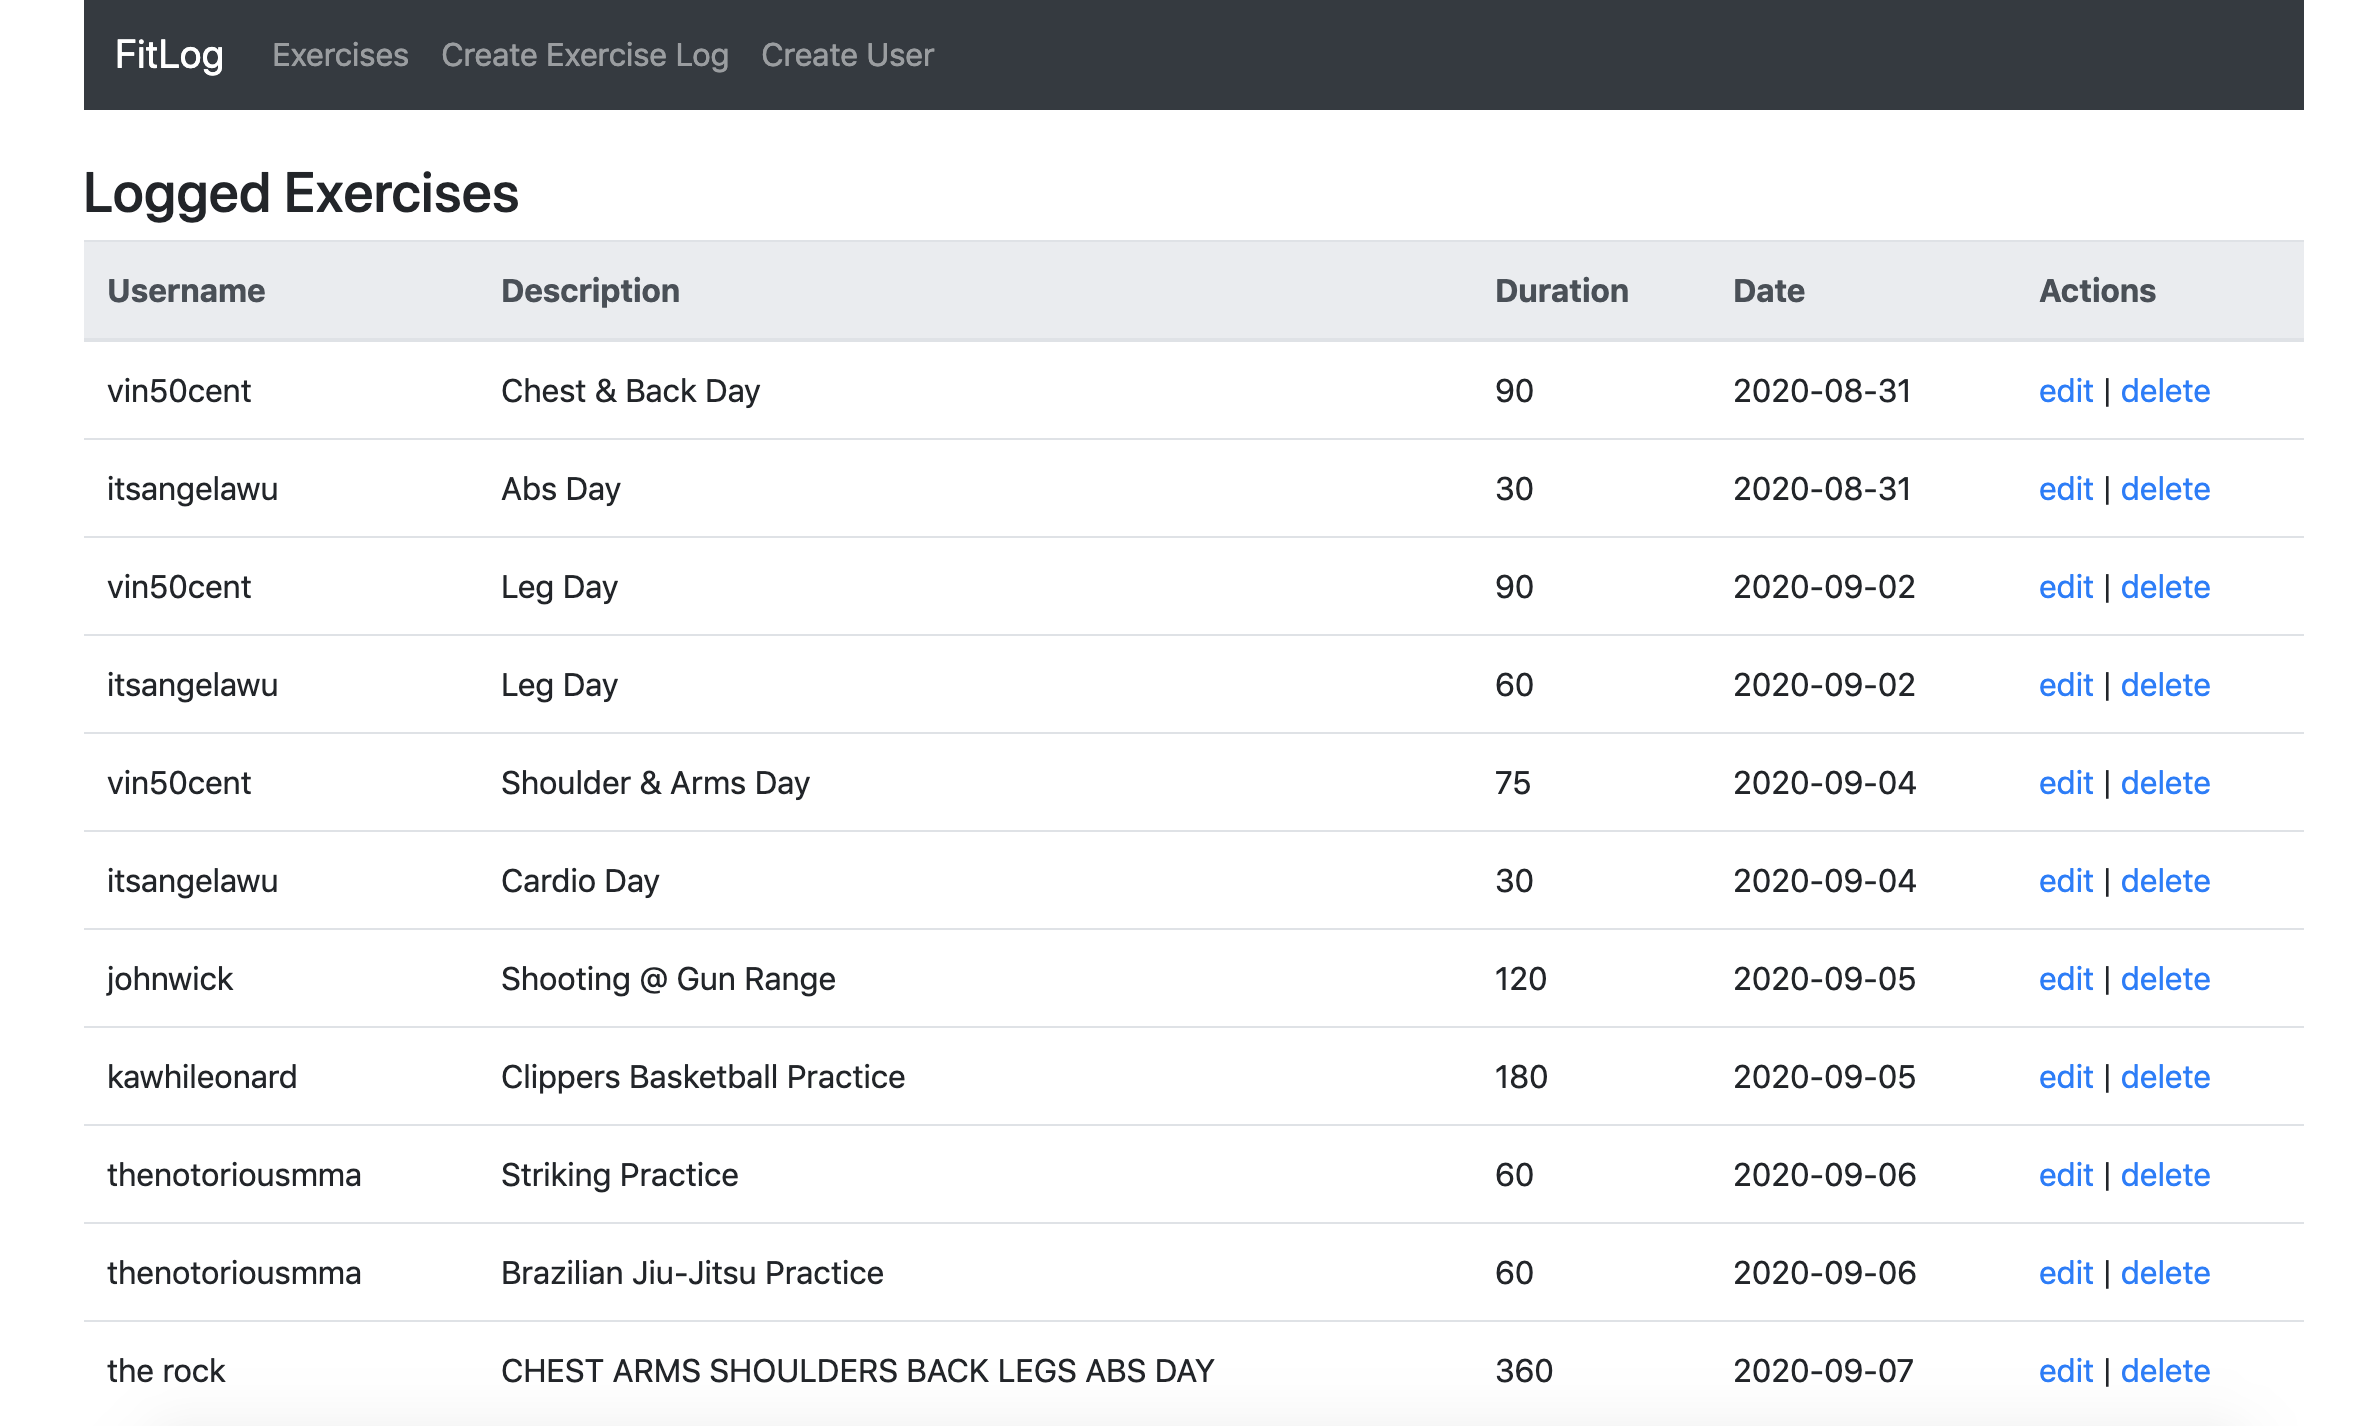 FitLog Exercises Create Exercise Log Create User
Logged Exercises
Username Description Duration Date Actions
vin50cent Chest & Back Day 90 2020-08-31 edit | delete
itsangelawu Abs Day 30 2020-08-31 edit | delete
vin50cent Leg Day 90 2020-09-02 edit | delete
itsangelawu Leg Day 60 2020-09-02 edit | delete
vin50cent Shoulder & Arms Day 75 2020-09-04 edit | delete
itsangelawu Cardio Day 30 2020-09-04 edit | delete
johnwick Shooting @ Gun Range 120 2020-09-05 edit | delete
kawhileonard Clippers Basketball Practice 180 2020-09-05 edit | delete
thenotoriousmma Striking Practice 60 2020-09-06 edit | delete
thenotoriousmma Brazilian Jiu-Jitsu Practice 60 2020-09-06 edit | delete
the rock CHEST ARMS SHOULDERS BACK LEGS ABS DAY 360 2020-09-07 edit | delete